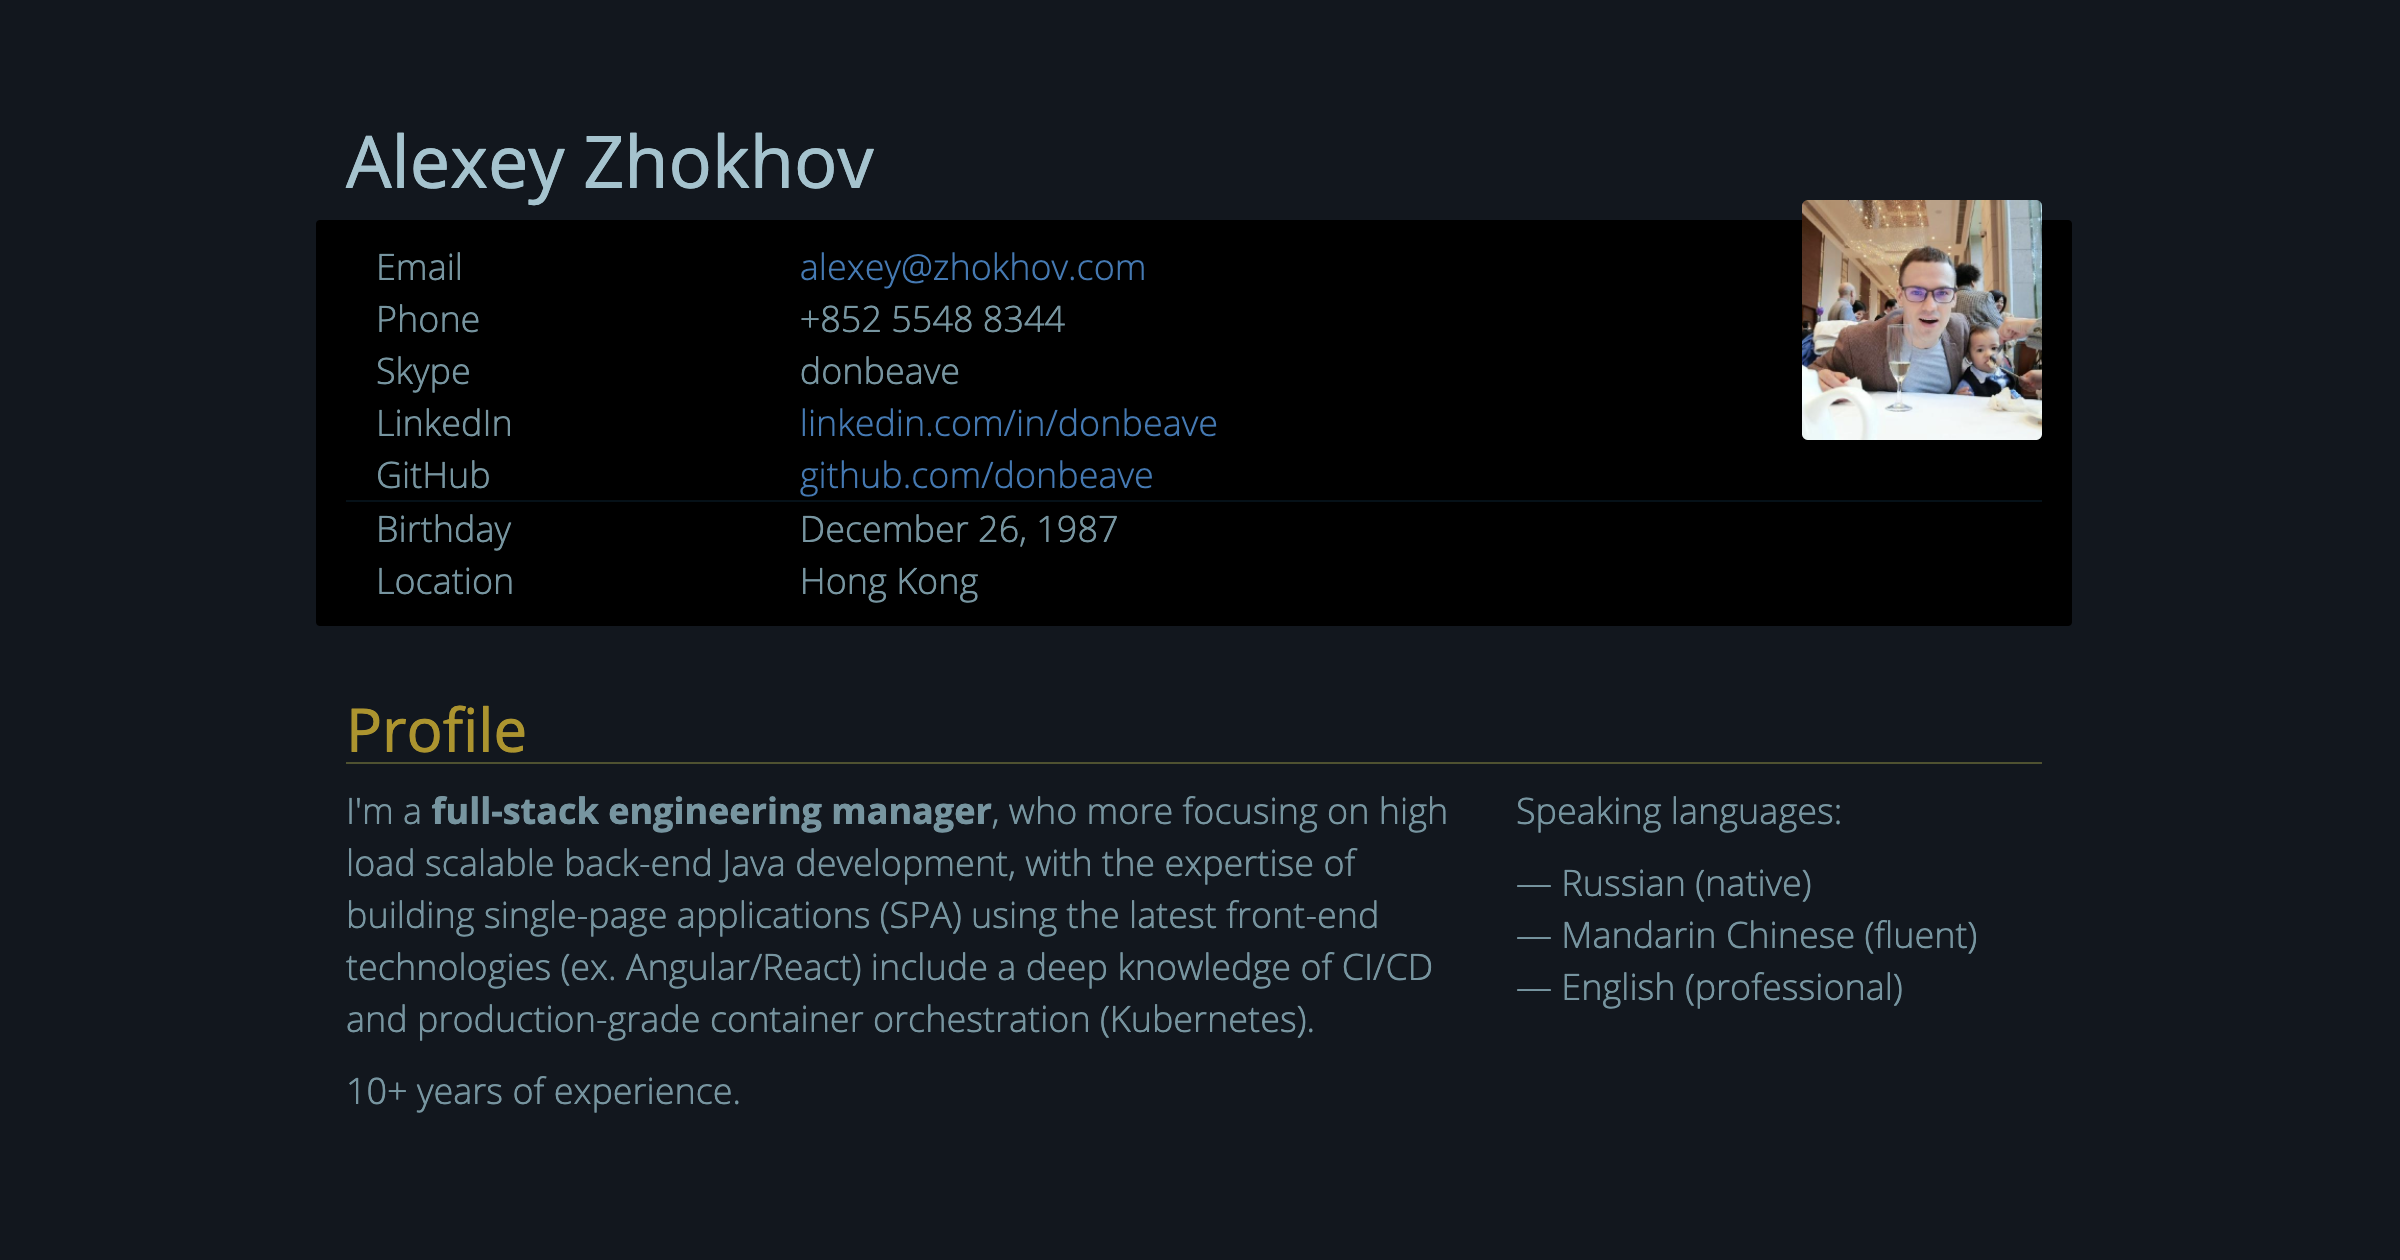 Alexey Zhokhov
Email alexey@zhokhov.com
Phone +852 5548 8344
Skype donbeave
LinkedIn linkedin.com/in/donbeave
GitHub github.com/donbeave
Birthday December 26, 1987
Location Hong Kong
Profile
I'm a full-stack engineering manager, who more focusing on high
load scalable back-end Java development, with the expertise of
building single-page applications (SPA) using the latest front-end
technologies (ex. Angular/React) include a deep knowledge of CI/CD
and production-grade container orchestration (Kubernetes).
10+ years of experience.
Speaking languages:
— Russian (native)
— Mandarin Chinese (fluent)
— English (professional)